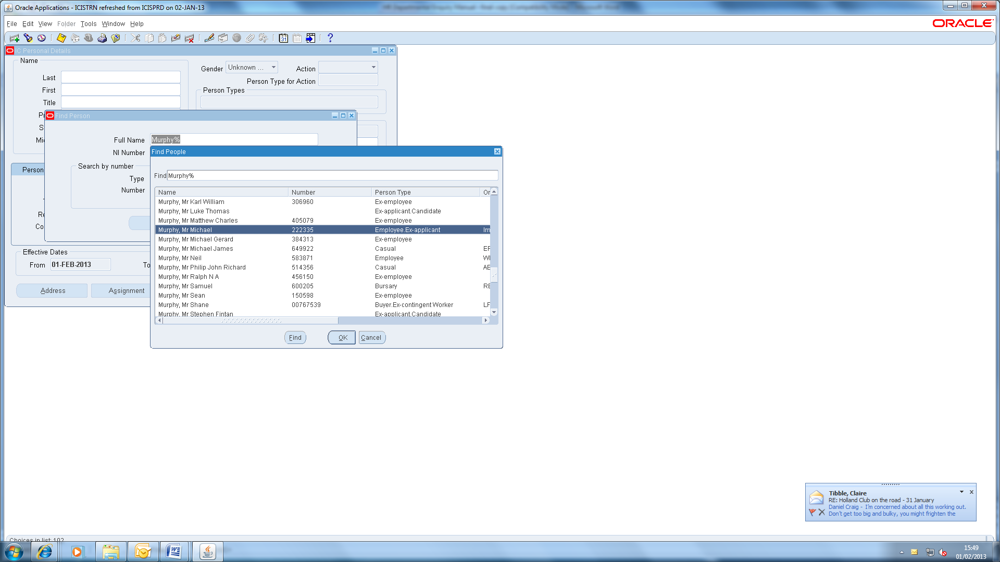 Oracle Applications - ICISTRN refreshed from ICISPRD on 02-JAN-13
File Edit View Folder Tools Window Help
ORACLE
IC Personal Details
Name
Last
First
Title
Gender Unknown ... Action
Person Type for Action
Person Types
Find Person
Full Name Murphy%
NI Number
Search by number
Type
Number
Person
Effective Dates
From 01-FEB-2013 To
Address Assignment
Find People
Find Murphy%
Name Number Person Type
Murphy, Mr Karl William 306960 Ex-employee
Murphy, Mr Luke Thomas Ex-applicant.Candidate
Murphy, Mr Matthew Charles 405079 Ex-employee
Murphy, Mr Michael 222335 Employee.Ex-applicant Im
Murphy, Mr Michael Gerard 384313 Ex-employee
Murphy, Mr Michael James 649922 Casual
Murphy, Mr Neil 583871 Employee
Murphy, Mr Philip John Richard 514356 Casual
Murphy, Mr Ralph N A 456150 Ex-employee
Murphy, Mr Samuel 600205 Bursary
Murphy, Mr Sean 150598 Ex-employee
Murphy, Mr Shane 00767539 Buyer.Ex-contingent Worker
Murphy, Mr Stephen Fintan Ex-applicant.Candidate
Find OK Cancel
Tibble, Claire
RE: Holland Club on the road - 31 January
Daniel Craig - I'm concerned about all this working out.
Don't get too big and bulky, you might frighten the
Choices in list: 102
15:49
01/02/2013